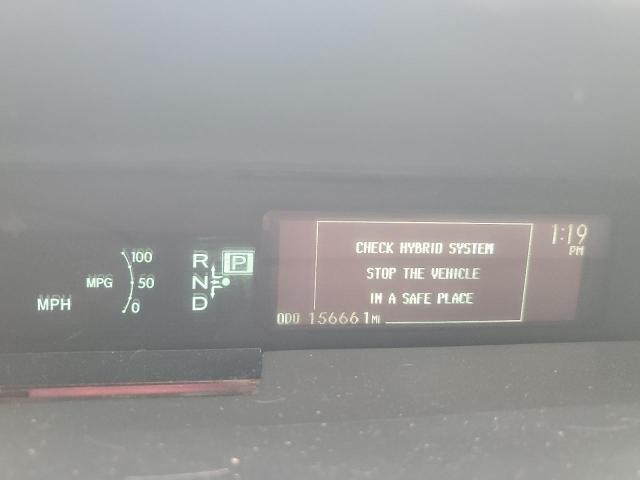 100
MPG 50
MPH 0
R P
N
D
CHECK HYBRID SYSTEM
STOP THE VEHICLE
IN A SAFE PLACE
1:19
PM
ODO 156661 MI